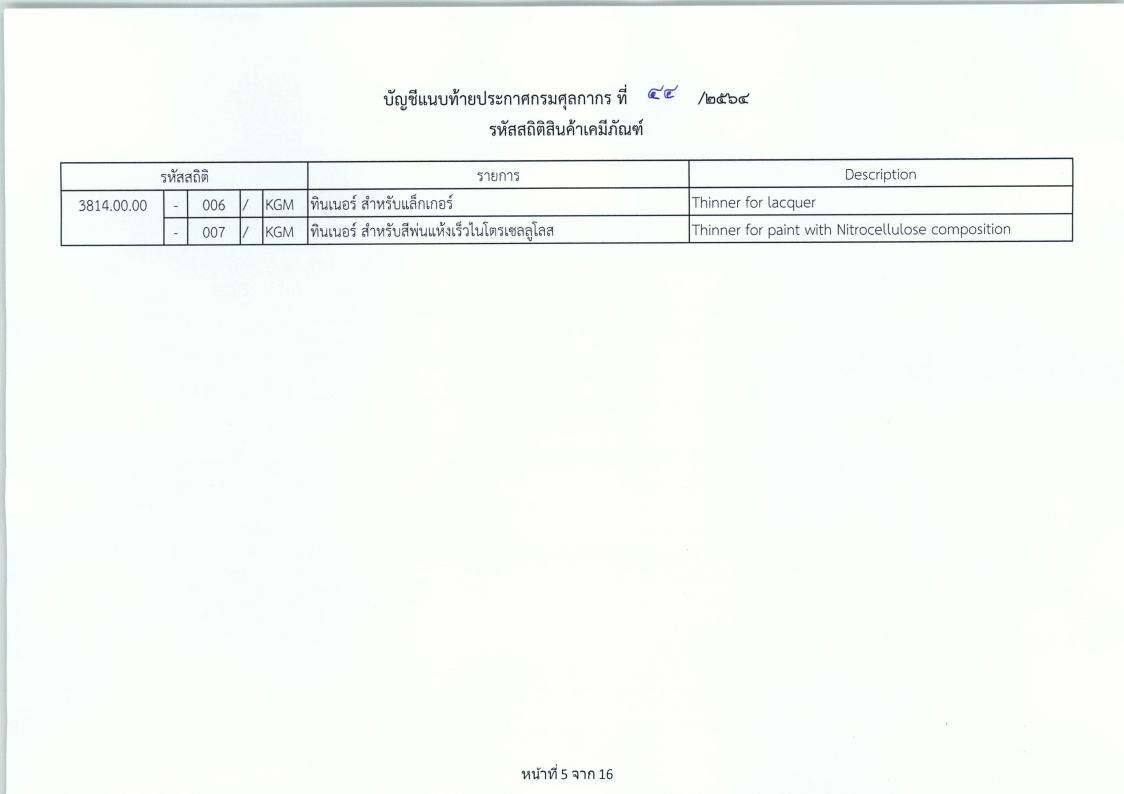 บัญชีแนบท้ายประกาศกรมศุลกากร ที่ ๔๔ /๒๕๖๔
รหัสสถิติสินค้าเคมีภัณฑ์
รหัสสถิติ รายการ Description
3814.00.00 - 006 / KGM ทินเนอร์ สำหรับแล็กเกอร์ Thinner for lacquer
- 007 / KGM ทินเนอร์ สำหรับสีพ่นแห้งเร็วไนโตรเซลลูโลส Thinner for paint with Nitrocellulose composition
หน้าที่ 5 จาก 16